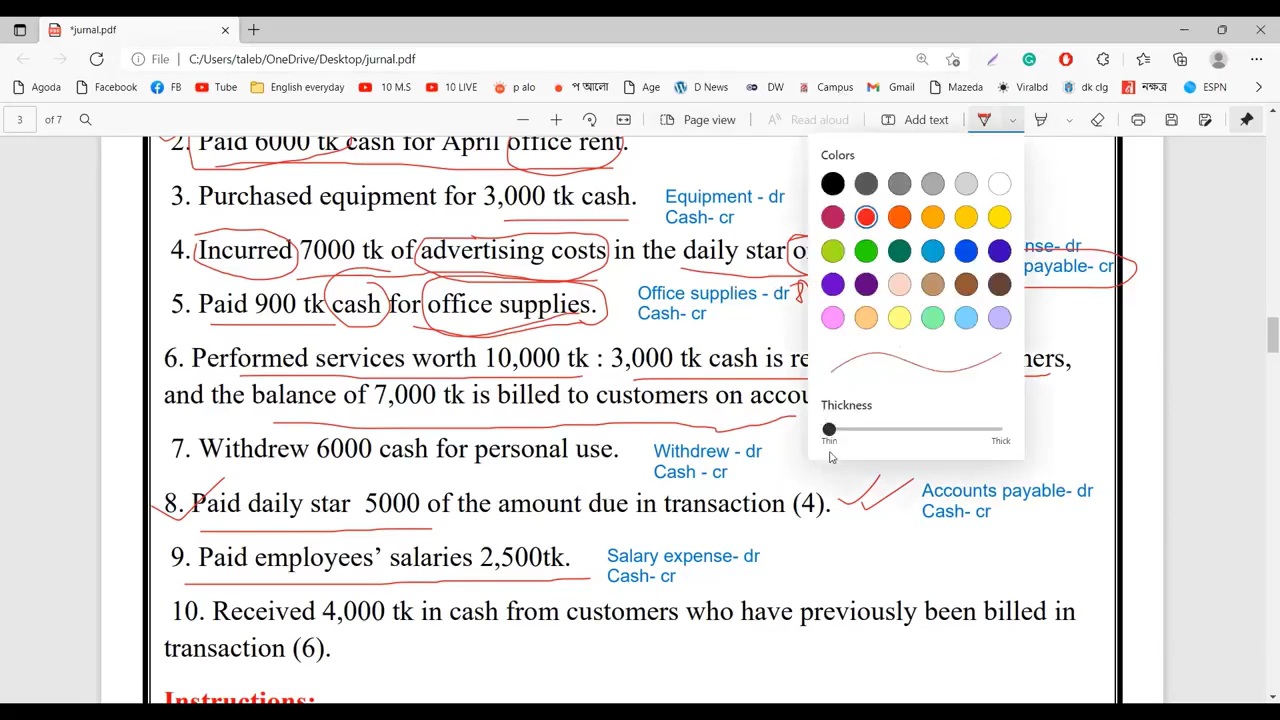 *jurnal.pdf
File C:/Users/taleb/OneDrive/Desktop/jurnal.pdf
Agoda Facebook FB Tube English everyday 10 M.S 10 LIVE p alo প আলো Age D News DW Campus Gmail Mazeda Viralbd dk clg নক্ষত্র ESPN
3 of 7 Page view Read aloud Add text
2. Paid 6000 tk cash for April office rent.
3. Purchased equipment for 3,000 tk cash.
Equipment - dr
Cash- cr
4. Incurred 7000 tk of advertising costs in the daily star o
nse- dr
payable- cr
5. Paid 900 tk cash for office supplies.
Office supplies - dr
Cash- cr
6. Performed services worth 10,000 tk : 3,000 tk cash is re
ners,
and the balance of 7,000 tk is billed to customers on accou
7. Withdrew 6000 cash for personal use.
Withdrew - dr
Cash - cr
8. Paid daily star 5000 of the amount due in transaction (4).
Accounts payable- dr
Cash- cr
9. Paid employees’ salaries 2,500tk.
Salary expense- dr
Cash- cr
10. Received 4,000 tk in cash from customers who have previously been billed in
transaction (6).
Instructions:
Colors
Thickness
Thin Thick